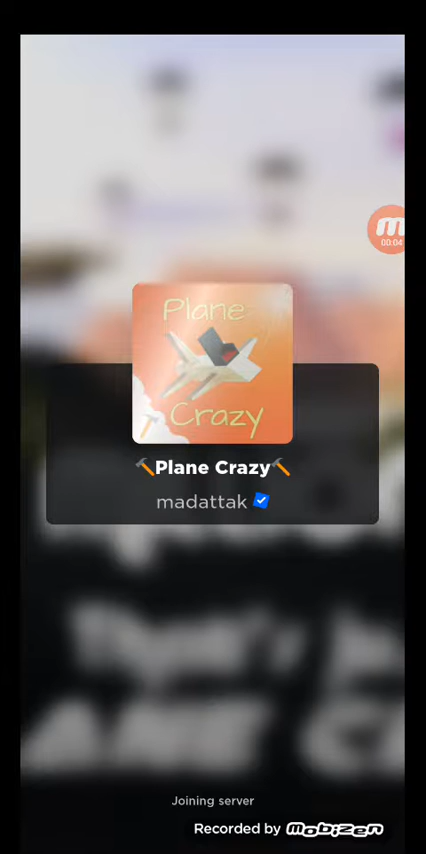 00:04
Plane
Crazy
🔨Plane Crazy🔨
madattak
Joining server
Recorded by mobizen